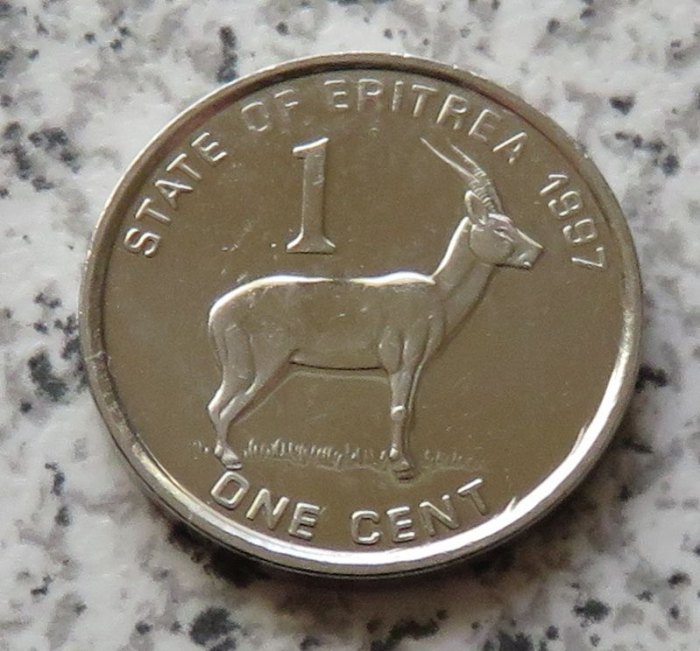 STATE OF ERITREA 1997
1
ONE CENT